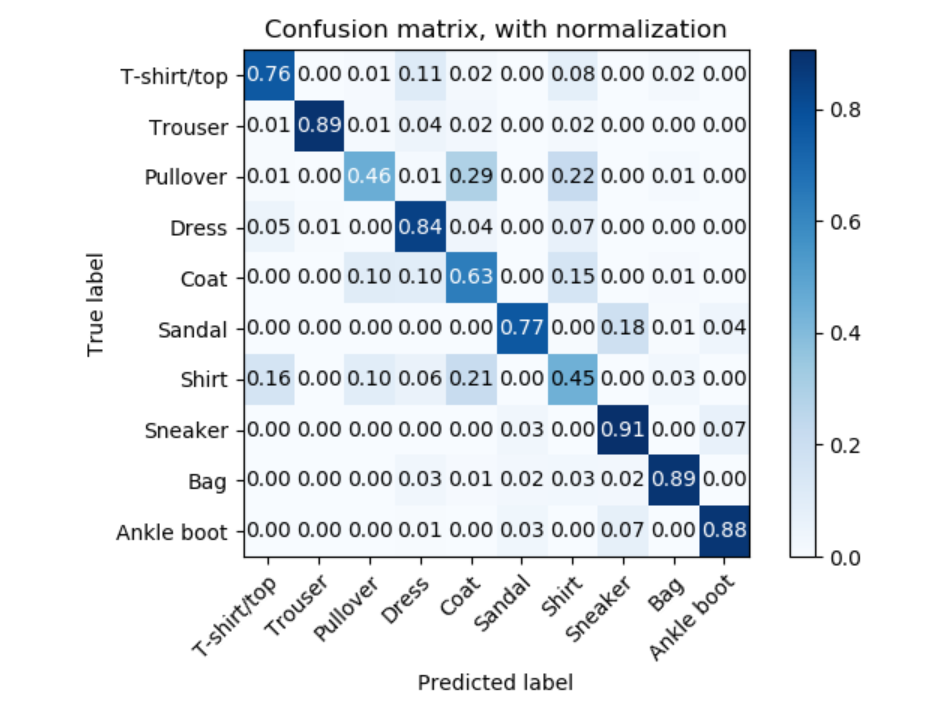 Confusion matrix, with normalization
T-shirt/top 0.76 0.00 0.01 0.11 0.02 0.00 0.08 0.00 0.02 0.00
Trouser 0.01 0.89 0.01 0.04 0.02 0.00 0.02 0.00 0.00 0.00
Pullover 0.01 0.00 0.46 0.01 0.29 0.00 0.22 0.00 0.01 0.00
Dress 0.05 0.01 0.00 0.84 0.04 0.00 0.07 0.00 0.00 0.00
Coat 0.00 0.00 0.10 0.10 0.63 0.00 0.15 0.00 0.01 0.00
Sandal 0.00 0.00 0.00 0.00 0.00 0.77 0.00 0.18 0.01 0.04
Shirt 0.16 0.00 0.10 0.06 0.21 0.00 0.45 0.00 0.03 0.00
Sneaker 0.00 0.00 0.00 0.00 0.00 0.03 0.00 0.91 0.00 0.07
Bag 0.00 0.00 0.00 0.03 0.01 0.02 0.03 0.02 0.89 0.00
Ankle boot 0.00 0.00 0.00 0.01 0.00 0.03 0.00 0.07 0.00 0.88
T-shirt/top Trouser Pullover Dress Coat Sandal Shirt Sneaker Bag Ankle boot
Predicted label
True label
0.8
0.6
0.4
0.2
0.0